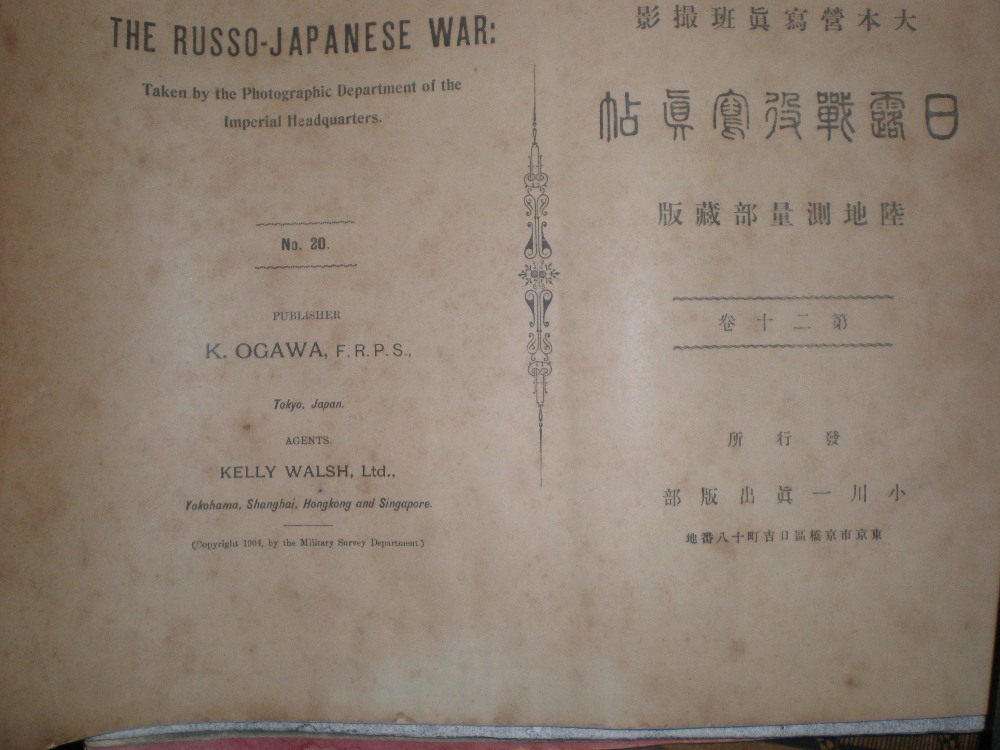 THE RUSSO-JAPANESE WAR:
Taken by the Photographic Department of the
Imperial Headquarters.
No. 20.
PUBLISHER
K. OGAWA, F.R.P.S.,
Tokyo, Japan.
AGENTS.
KELLY WALSH, Ltd.,
Yokohama, Shanghai, Hongkong and Singapore.
(Copyright 1904, by the Military Survey Department)
大本營寫眞班撮影
日露戰役寫眞帖
陸地測量部藏版
第二十卷
發行所
小川一眞出版部
東京市京橋區日吉町十八番地